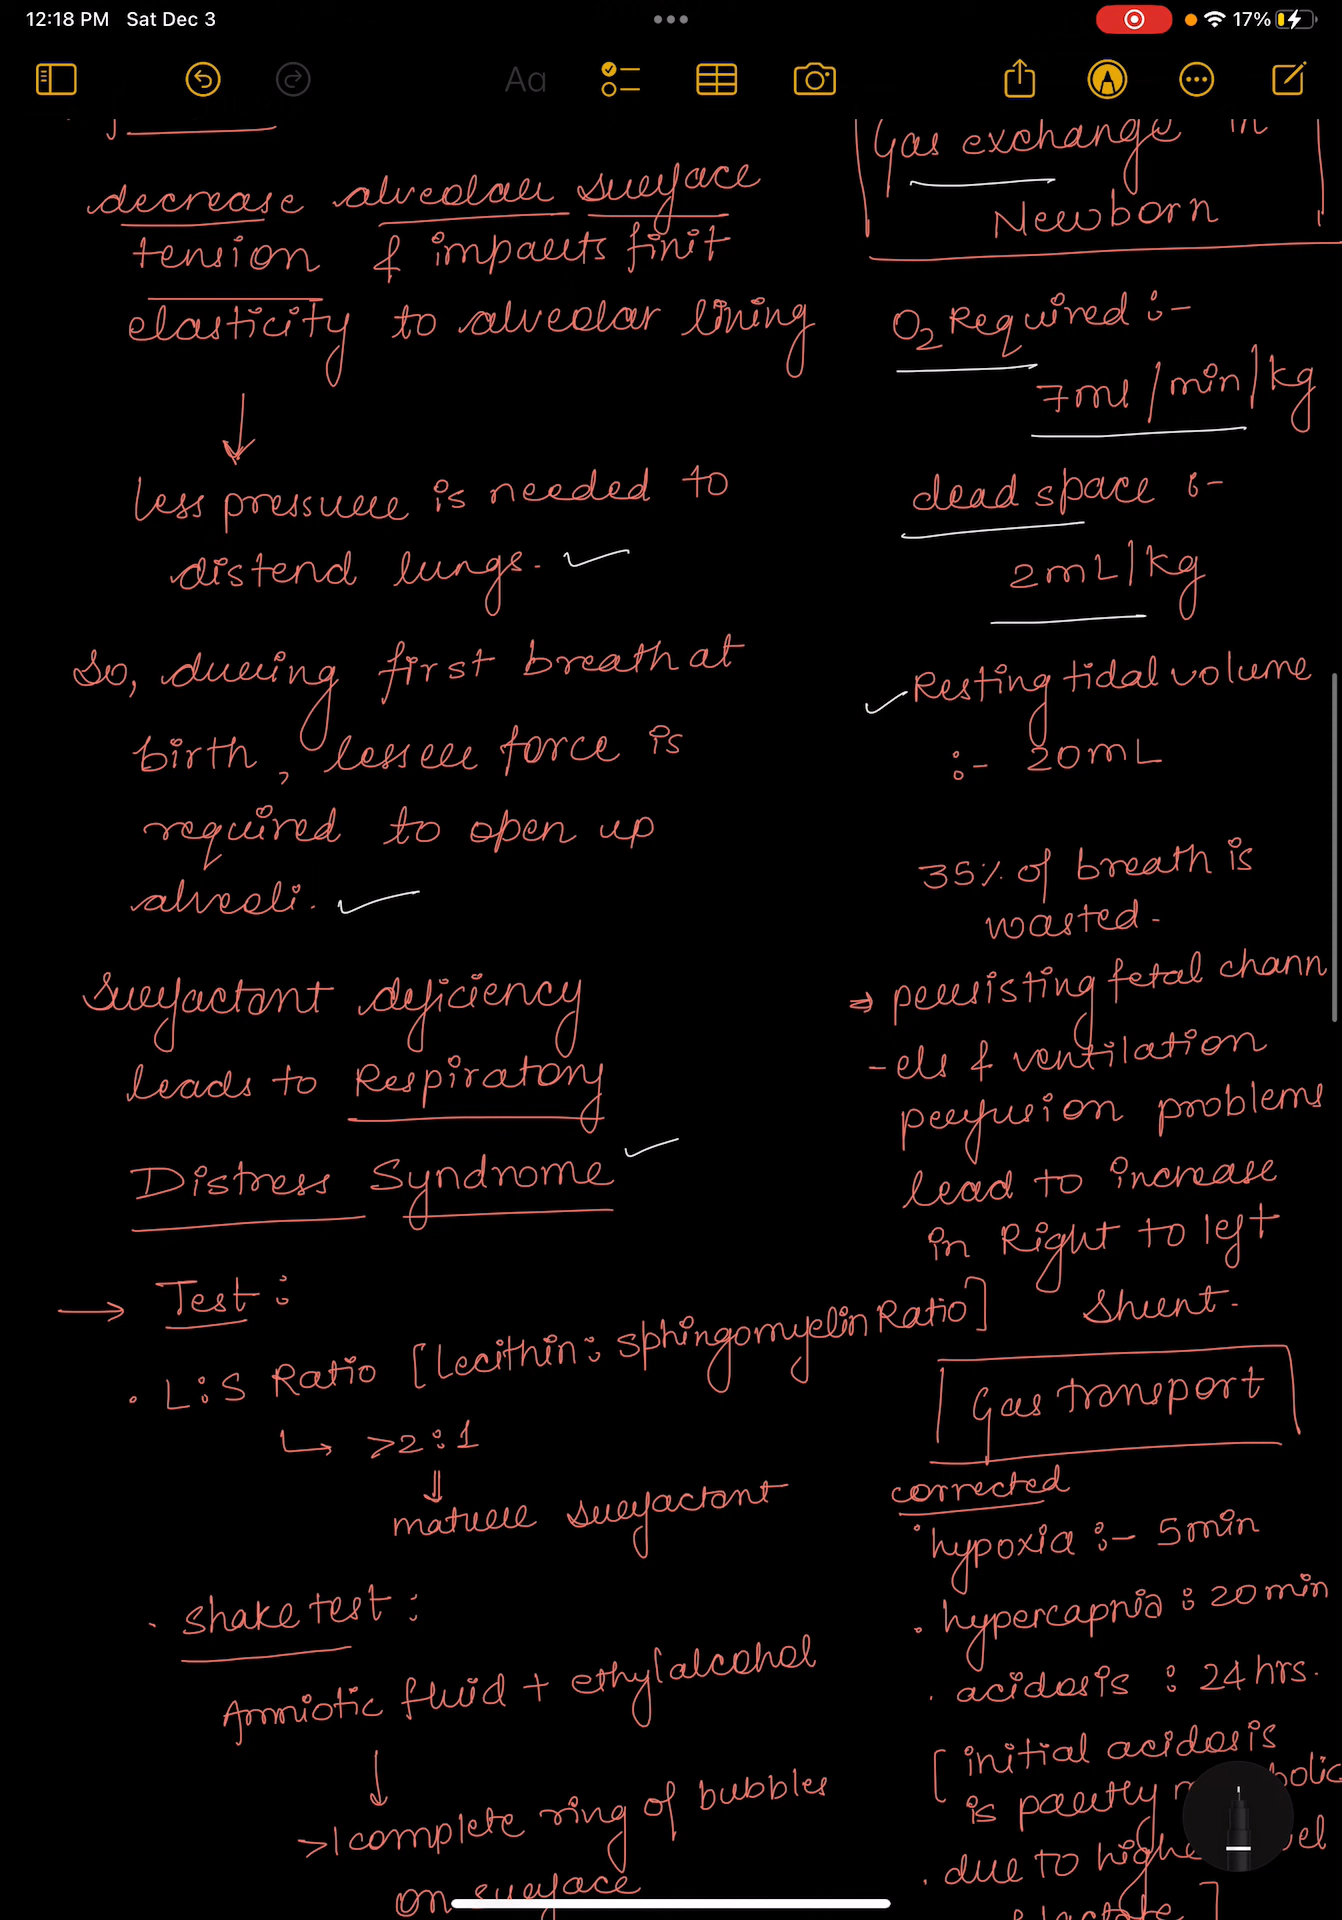 12:18 PM Sat Dec 3
17%
Aa
decrease alveolar surface
tension & imparts finit
elasticity to alveolar lining
less pressure is needed to
distend lungs.
So, during first breath at
birth, lesser force is
required to open up
alveoli.
Surfactant deficiency
leads to Respiratory
Distress Syndrome
→ Test:
• L:S Ratio [Lecithin: sphingomyelin Ratio]
>2:1
mature surfactant
• shake test:
Amniotic fluid + ethylalcohol
>1 complete ring of bubbles
on surface
Gas exchange in
Newborn
O2 Required :-
7ml/min/kg
dead space :-
2mL/kg
Resting tidal volume
:- 20mL
35% of breath is
wasted.
→ persisting fetal chann
-els & ventilation
perfusion problems
lead to increase
in Right to left
Shunt.
Gas transport
corrected
• hypoxia :- 5min
• hypercapnia : 20min
• acidosis : 24hrs.
[initial acidosis
is partly
• due to
lactate]